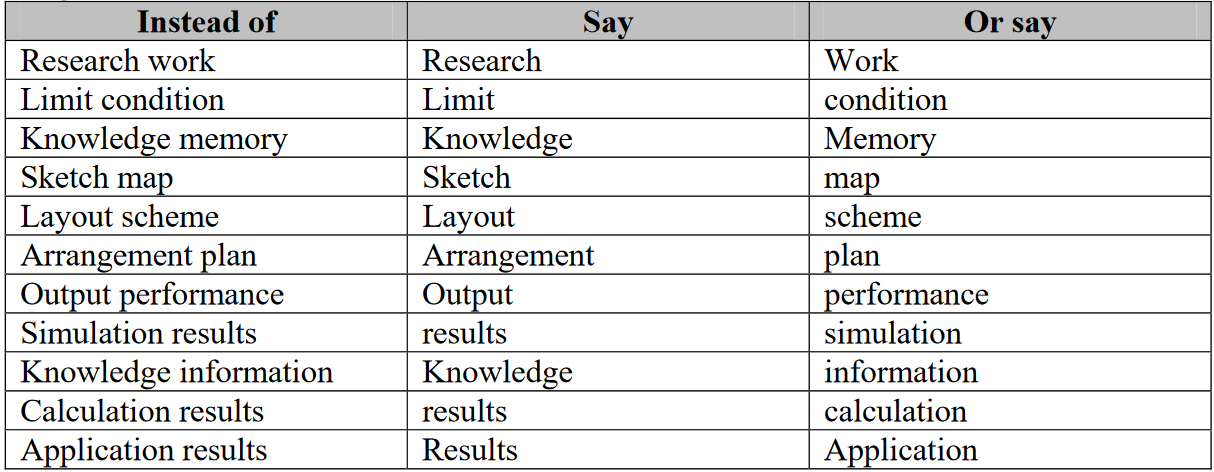 Instead of Say Or say
Research work Research Work
Limit condition Limit condition
Knowledge memory Knowledge Memory
Sketch map Sketch map
Layout scheme Layout scheme
Arrangement plan Arrangement plan
Output performance Output performance
Simulation results results simulation
Knowledge information Knowledge information
Calculation results results calculation
Application results Results Application